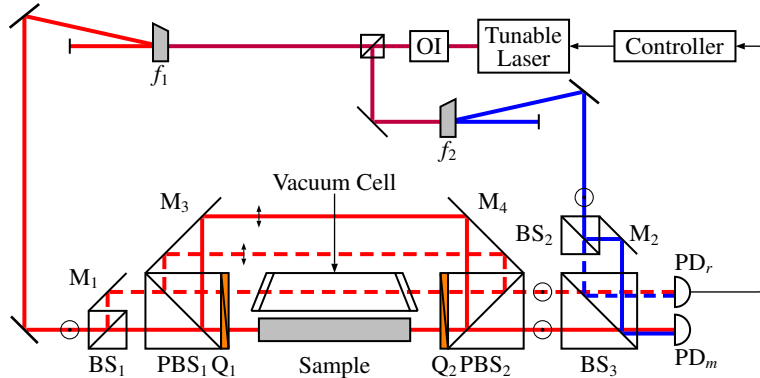 OI
Tunable
Laser
Controller
f1
f2
Vacuum Cell
M3
M4
M1
BS2
M2
PDr
BS1
PBS1
Q1
Sample
Q2
PBS2
BS3
PDm